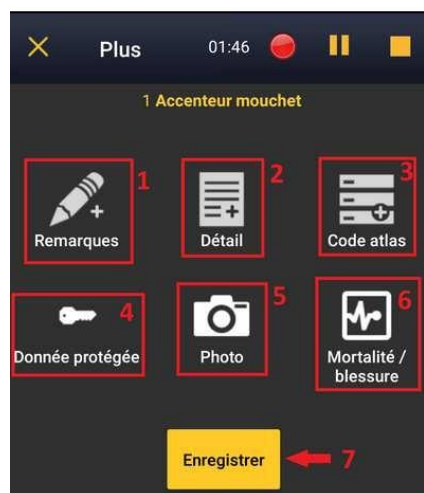 Plus 01:46
1 Accenteur mouchet
1 2 3
Remarques Détail Code atlas
4 5 6
Donnée protégée Photo Mortalité /
blessure
Enregistrer 7